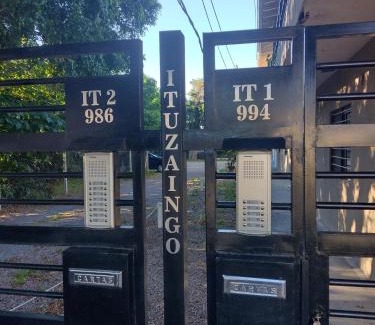 IT 2
986
ITUZAINGO
IT 1
994
CARTAS
CARTAS